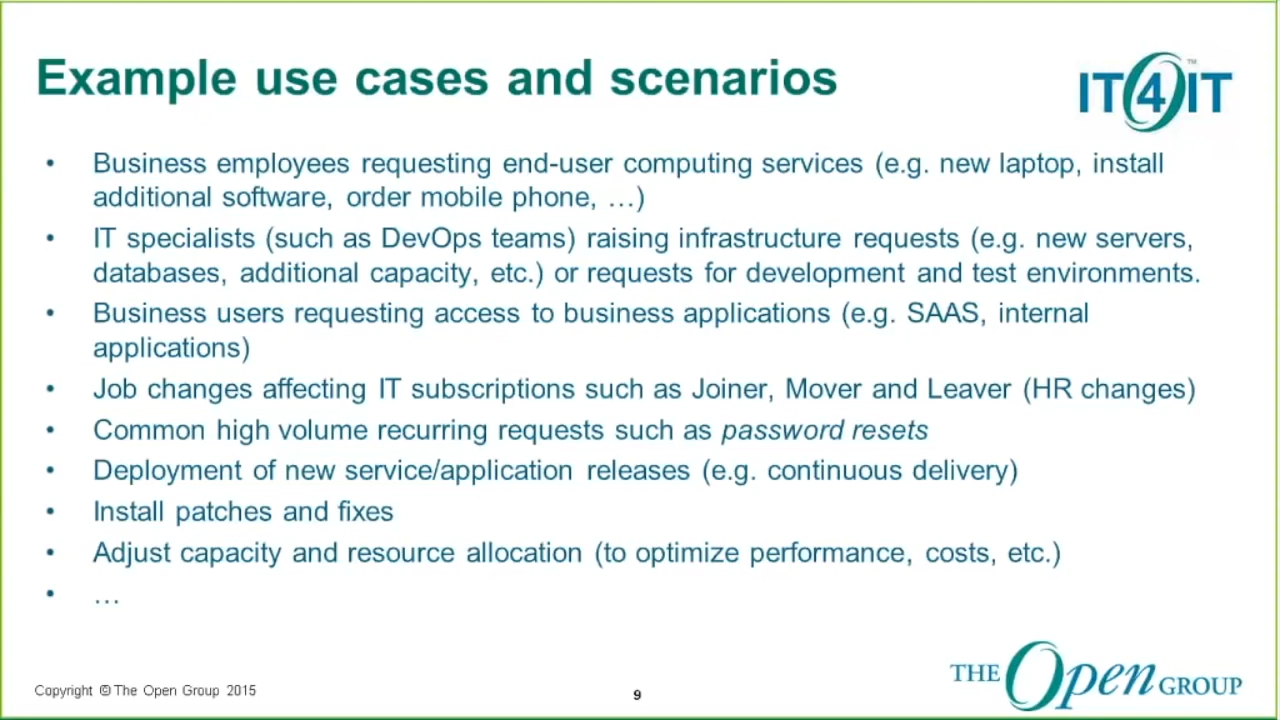 Example use cases and scenarios
IT4IT™
• Business employees requesting end-user computing services (e.g. new laptop, install
additional software, order mobile phone, …)
• IT specialists (such as DevOps teams) raising infrastructure requests (e.g. new servers,
databases, additional capacity, etc.) or requests for development and test environments.
• Business users requesting access to business applications (e.g. SAAS, internal
applications)
• Job changes affecting IT subscriptions such as Joiner, Mover and Leaver (HR changes)
• Common high volume recurring requests such as password resets
• Deployment of new service/application releases (e.g. continuous delivery)
• Install patches and fixes
• Adjust capacity and resource allocation (to optimize performance, costs, etc.)
• …
Copyright © The Open Group 2015
9
THE Open GROUP